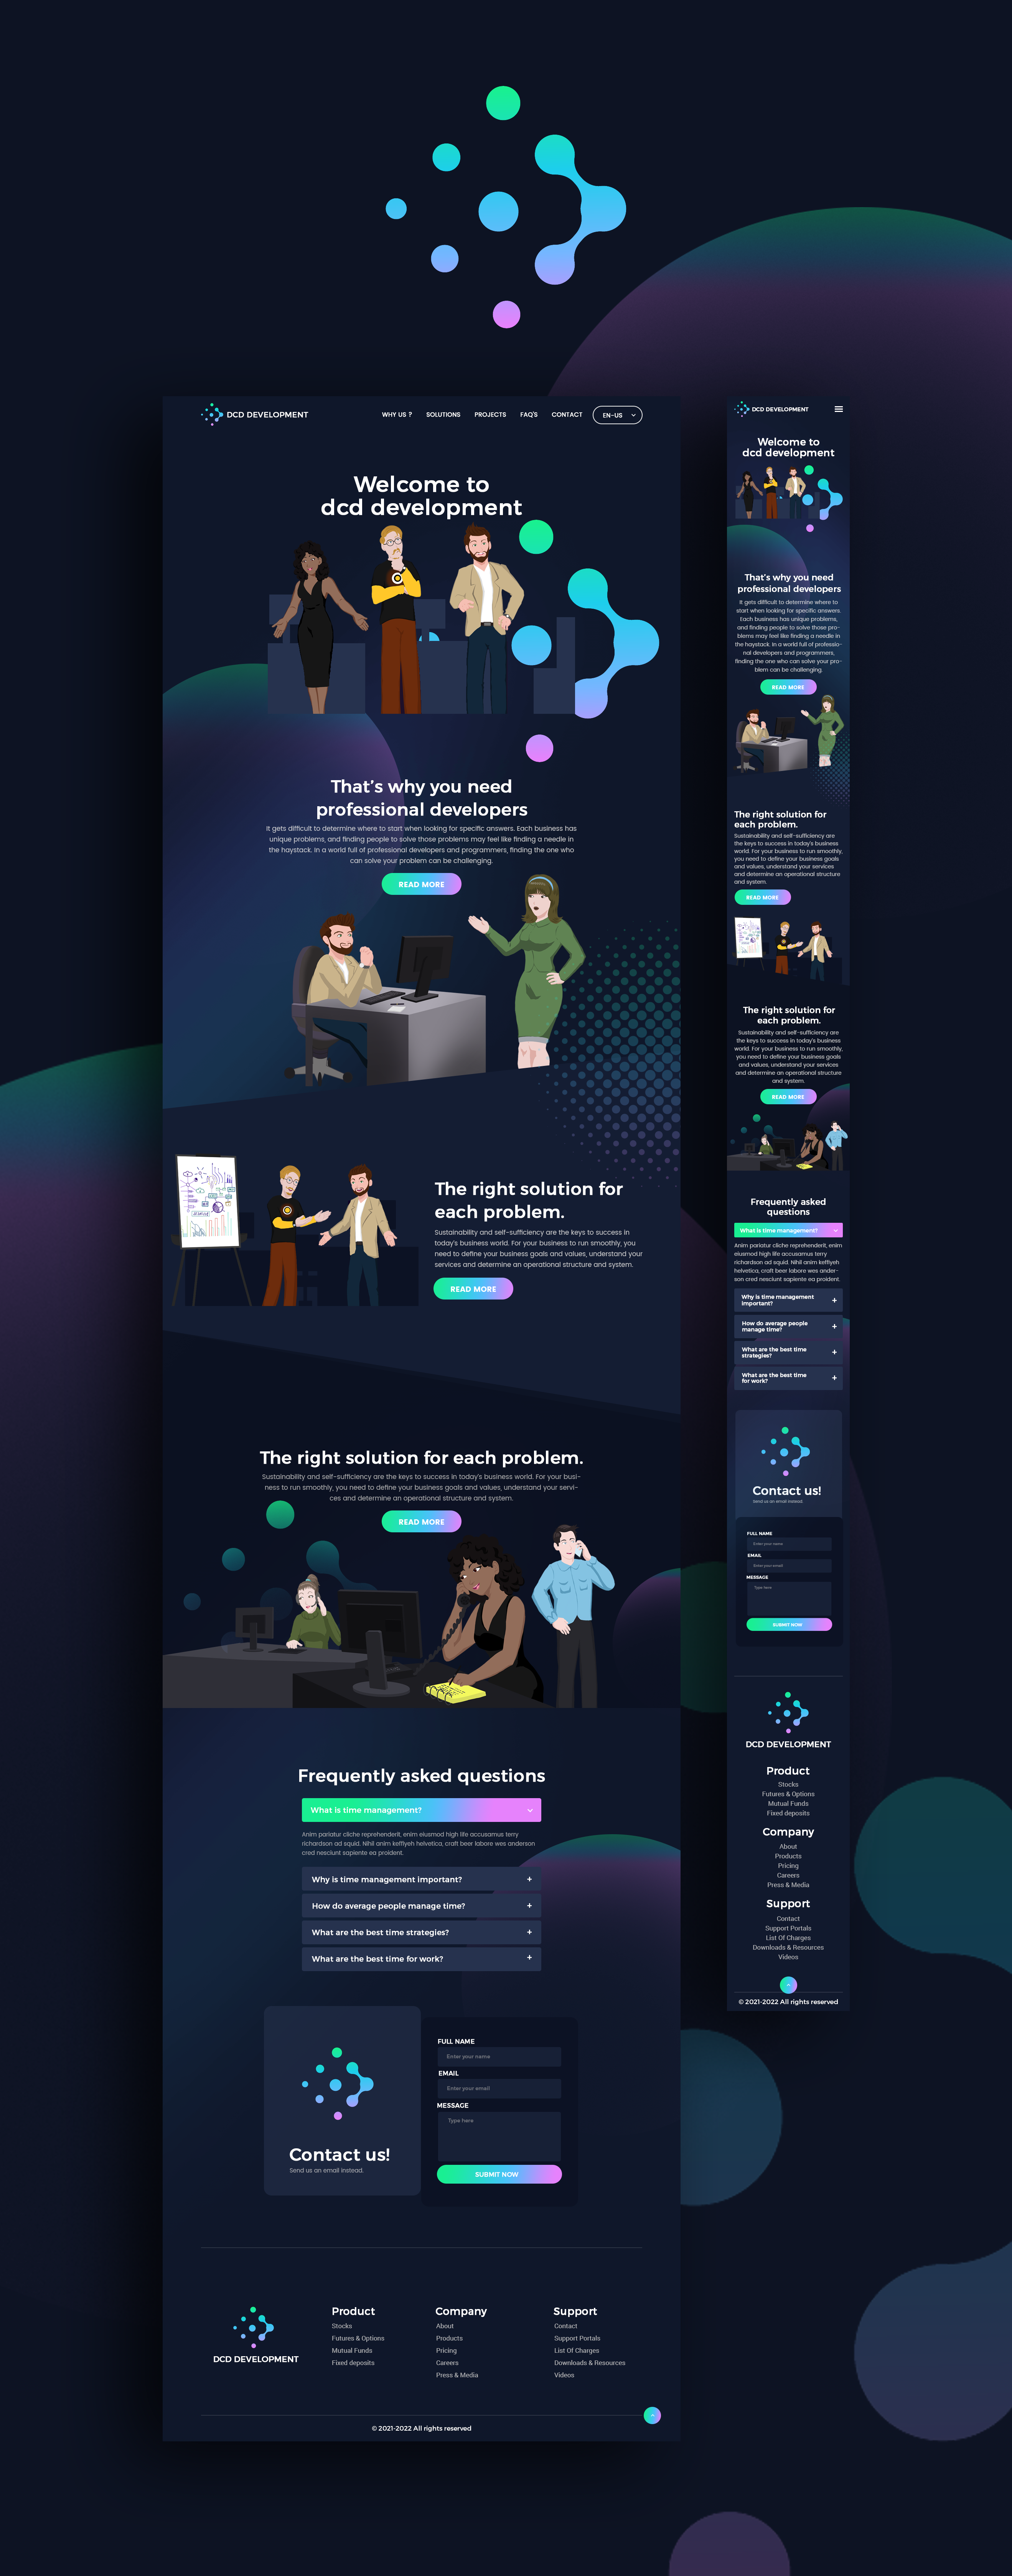 DCD DEVELOPMENT
WHY US ?
SOLUTIONS
PROJECTS
FAQ'S
CONTACT
EN-US
Welcome to
dcd development
That's why you need
professional developers
It gets difficult to determine where to start when looking for specific answers. Each business has
unique problems, and finding people to solve those problems may feel like finding a needle in
the haystack. In a world full of professional developers and programmers, finding the one who
can solve your problem can be challenging.
READ MORE
The right solution for
each problem.
Sustainability and self-sufficiency are the keys to success in
today's business world. For your business to run smoothly, you
need to define your business goals and values, understand your
services and determine an operational structure and system.
READ MORE
The right solution for each problem.
Sustainability and self-sufficiency are the keys to success in today's business world. For your busi-
ness to run smoothly, you need to define your business goals and values, understand your servi-
ces and determine an operational structure and system.
READ MORE
Frequently asked questions
What is time management?
Anim pariatur cliche reprehenderit, enim eiusmod high life accusamus terry
richardson ad squid. Nihil anim keffiyeh helvetica, craft beer labore wes anderson
cred nesciunt sapiente ea proident.
Why is time management important?
+
How do average people manage time?
+
What are the best time strategies?
+
What are the best time for work?
+
Contact us!
Send us an email instead.
FULL NAME
Enter your name
EMAIL
Enter your email
MESSAGE
Type here
SUBMIT NOW
DCD DEVELOPMENT
Product
Stocks
Futures & Options
Mutual Funds
Fixed deposits
Company
About
Products
Pricing
Careers
Press & Media
Support
Contact
Support Portals
List Of Charges
Downloads & Resources
Videos
© 2021-2022 All rights reserved
DCD DEVELOPMENT
Welcome to
dcd development
That's why you need
professional developers
It gets difficult to determine where to
start when looking for specific answers.
Each business has unique problems,
and finding people to solve those pro-
blems may feel like finding a needle in
the haystack. In a world full of professio-
nal developers and programmers,
finding the one who can solve your pro-
blem can be challenging.
READ MORE
The right solution for
each problem.
Sustainability and self-sufficiency are
the keys to success in today's business
world. For your business to run smoothly,
you need to define your business goals
and values, understand your services
and determine an operational structure
and system.
READ MORE
The right solution for
each problem.
Sustainability and self-sufficiency are
the keys to success in today's business
world. For your business to run smoothly,
you need to define your business goals
and values, understand your services
and determine an operational structure
and system.
READ MORE
Frequently asked
questions
What is time management?
Anim pariatur cliche reprehenderit, enim
eiusmod high life accusamus terry
richardson ad squid. Nihil anim keffiyeh
helvetica, craft beer labore wes ander-
son cred nesciunt sapiente ea proident.
Why is time management
important?
+
How do average people
manage time?
+
What are the best time
strategies?
+
What are the best time
for work?
+
Contact us!
Send us an email instead.
FULL NAME
Enter your name
EMAIL
Enter your email
MESSAGE
Type here
SUBMIT NOW
DCD DEVELOPMENT
Product
Stocks
Futures & Options
Mutual Funds
Fixed deposits
Company
About
Products
Pricing
Careers
Press & Media
Support
Contact
Support Portals
List Of Charges
Downloads & Resources
Videos
© 2021-2022 All rights reserved